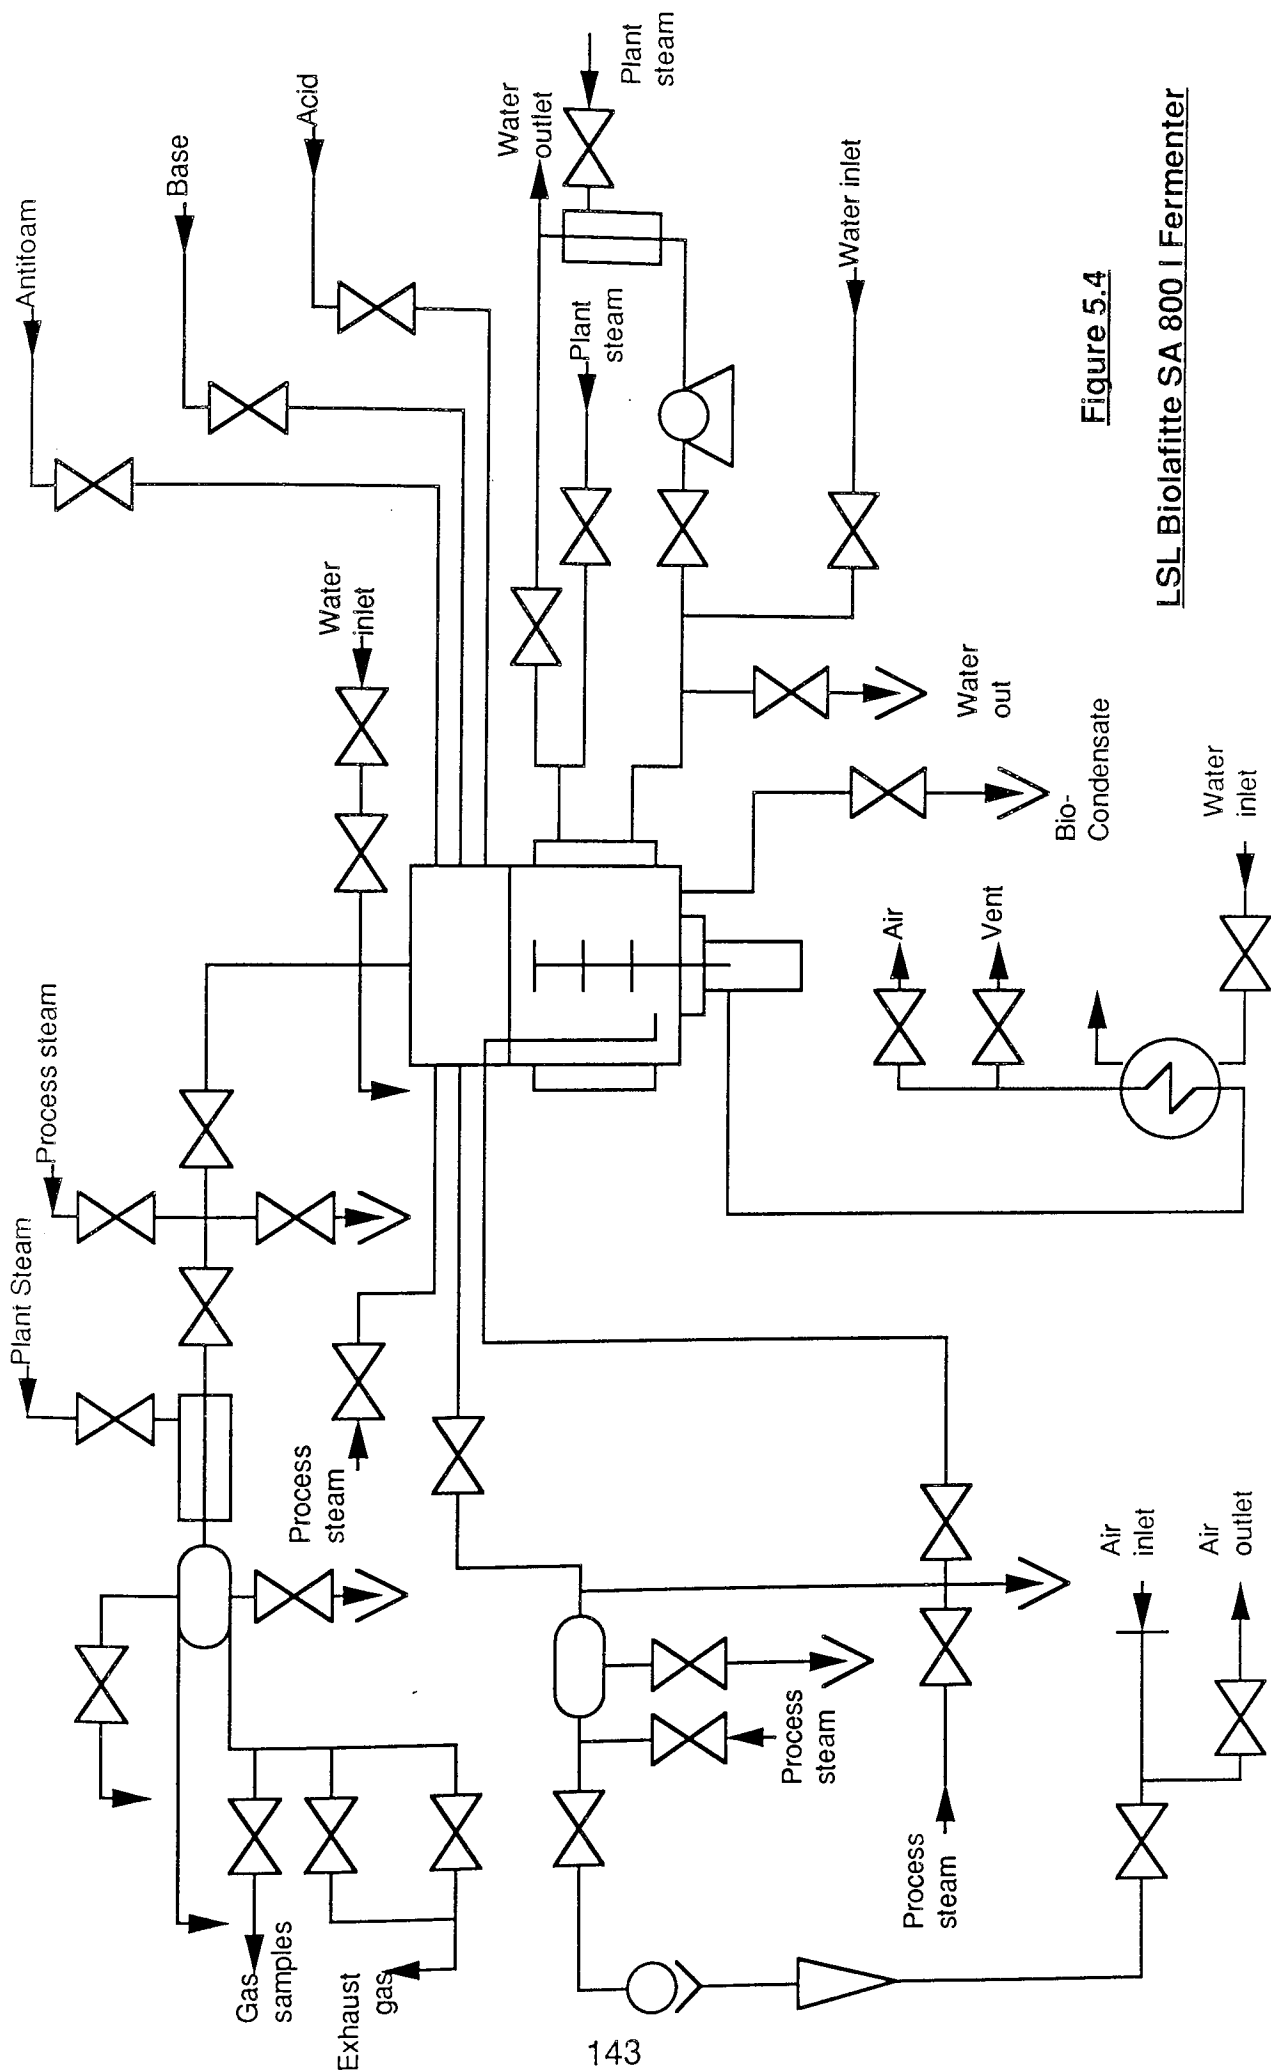 Antifoam
Base
Acid
Water
outlet
Plant
steam
Plant
steam
Water inlet
Water
inlet
Process steam
Plant Steam
Process
steam
Gas
samples
Exhaust
gas
Process
steam
Process
steam
Air
inlet
Air
outlet
Air
Vent
Water
inlet
Bio-
Condensate
Water
out
Figure 5.4
LSL Biolafitte SA 800 l Fermenter
143